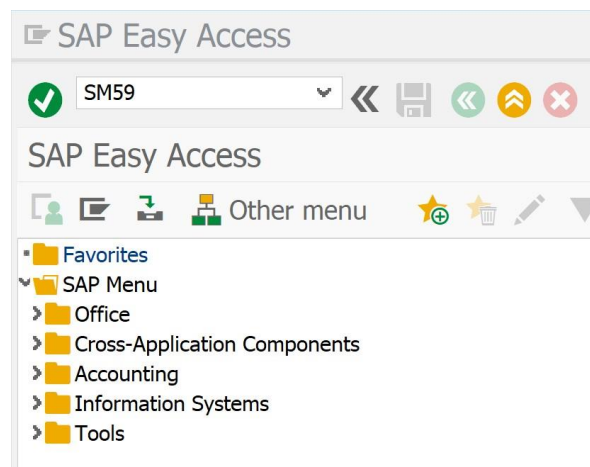 SAP Easy Access
SM59
SAP Easy Access
Other menu
Favorites
SAP Menu
Office
Cross-Application Components
Accounting
Information Systems
Tools